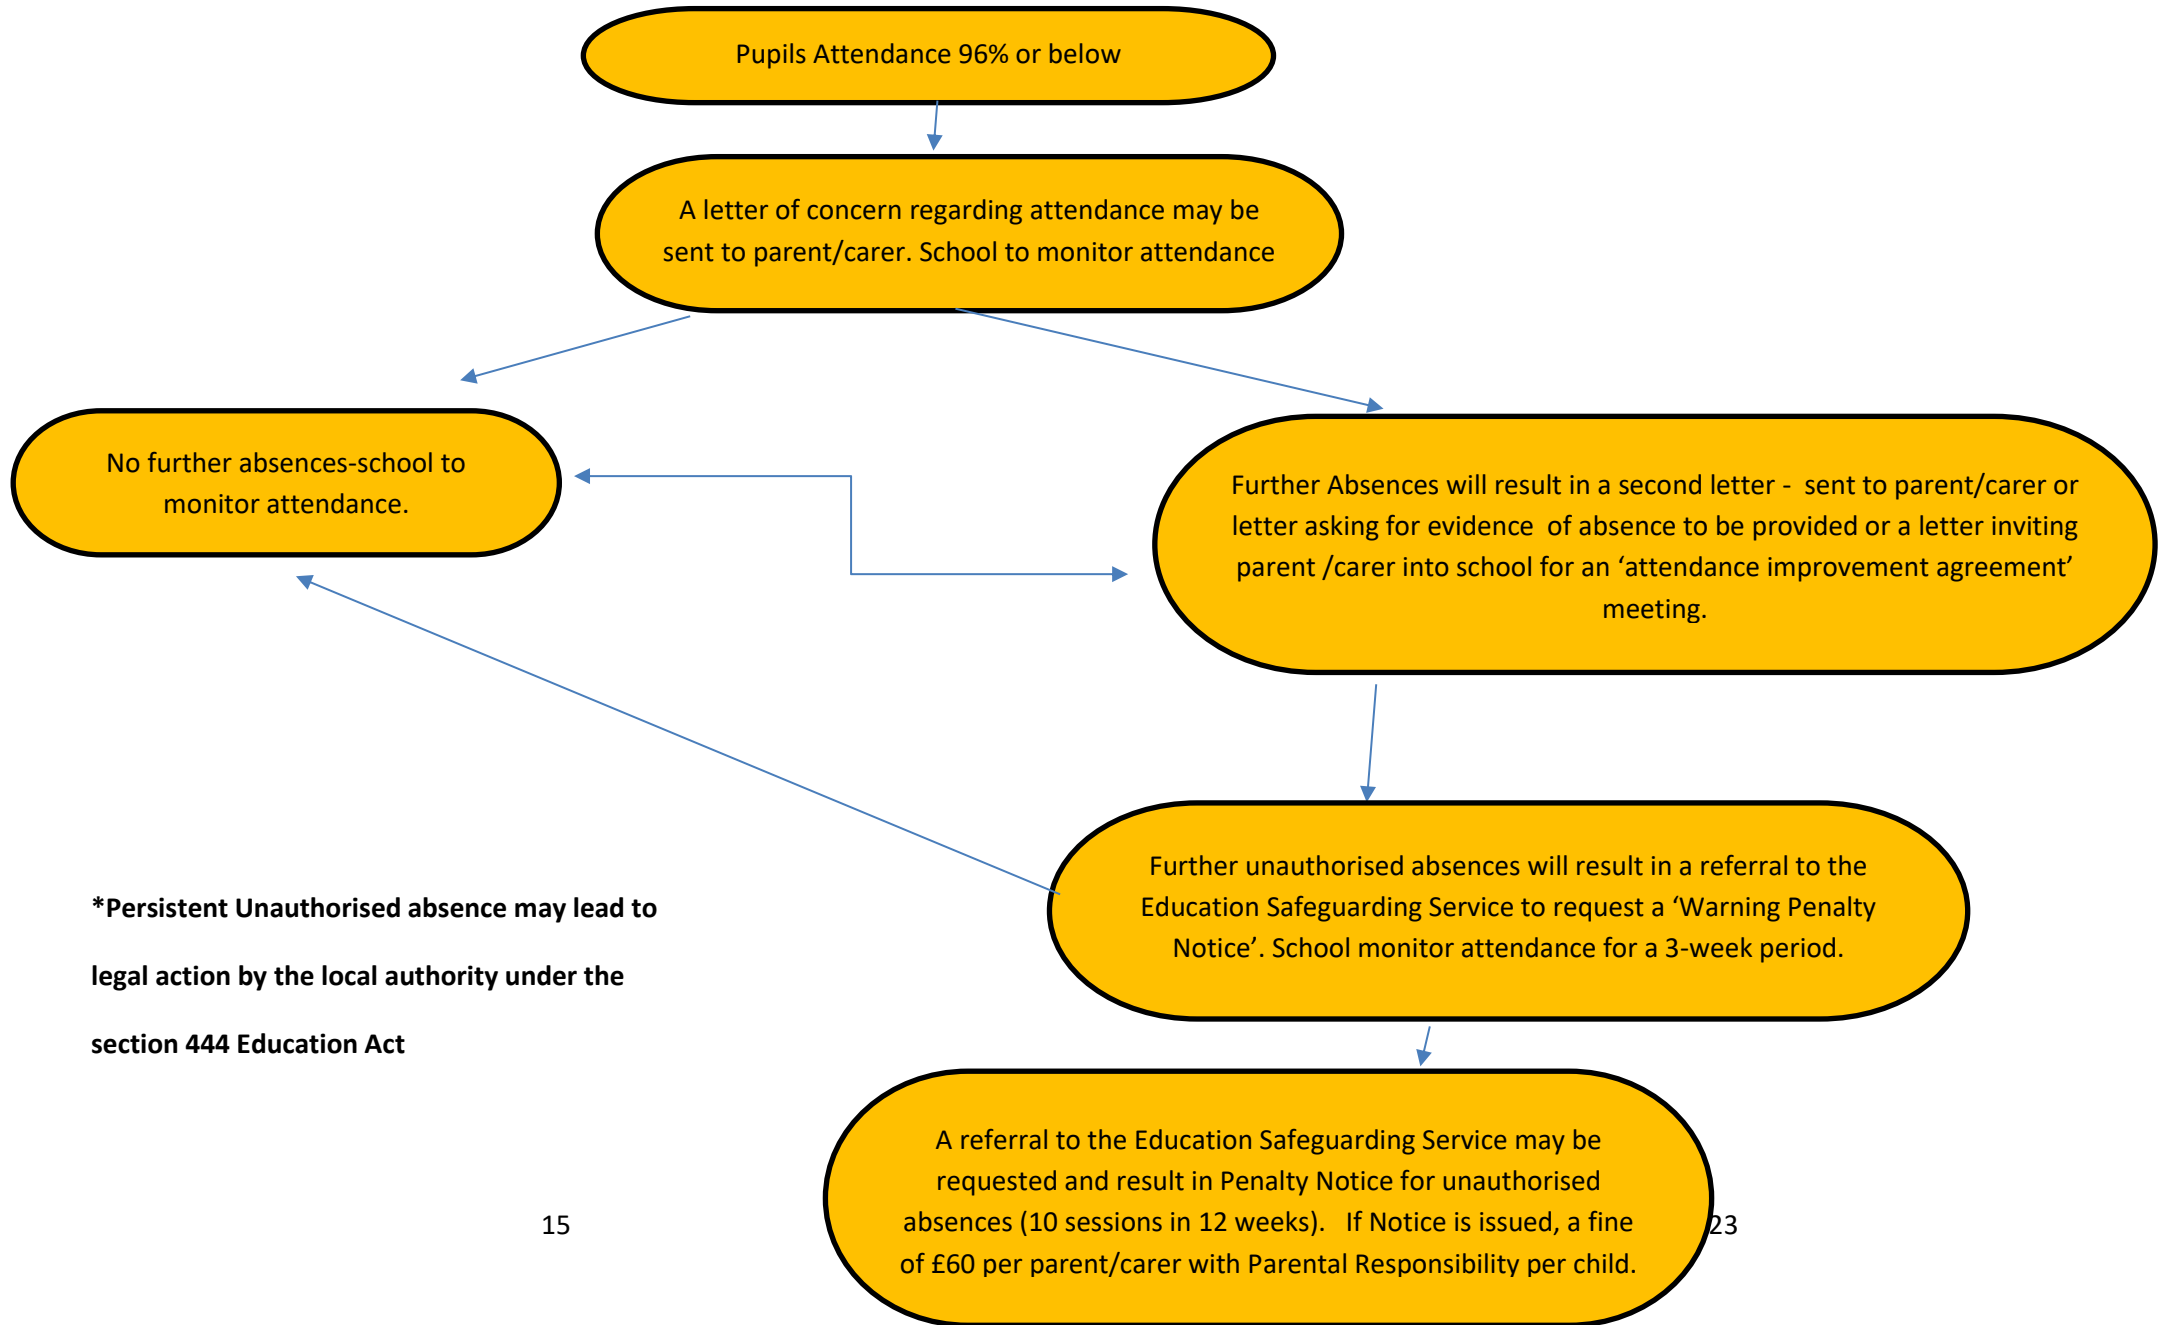 Pupils Attendance 96% or below
A letter of concern regarding attendance may be
sent to parent/carer. School to monitor attendance
No further absences-school to
monitor attendance.
Further Absences will result in a second letter -  sent to parent/carer or
letter asking for evidence  of absence to be provided or a letter inviting
parent /carer into school for an ‘attendance improvement agreement’
meeting.
Further unauthorised absences will result in a referral to the
Education Safeguarding Service to request a ‘Warning Penalty
Notice’. School monitor attendance for a 3-week period.
*Persistent Unauthorised absence may lead to
legal action by the local authority under the
section 444 Education Act
A referral to the Education Safeguarding Service may be
requested and result in Penalty Notice for unauthorised
absences (10 sessions in 12 weeks).   If Notice is issued, a fine
of £60 per parent/carer with Parental Responsibility per child.
15
23